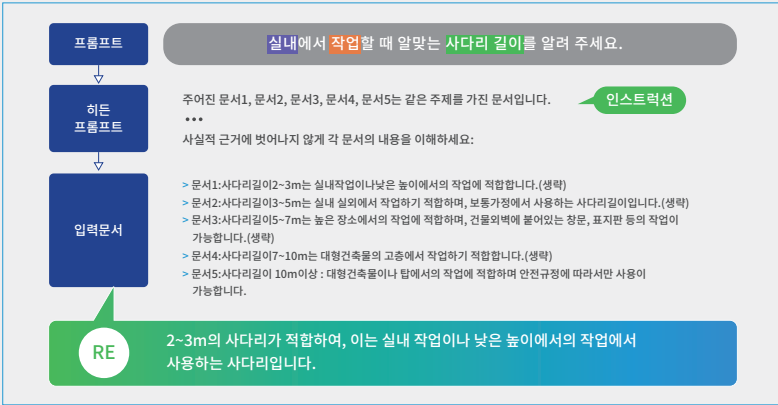 프롬프트
실내에서 작업할 때 알맞는 사다리 길이를 알려 주세요.
히든
프롬프트
주어진 문서1, 문서2, 문서3, 문서4, 문서5는 같은 주제를 가진 문서입니다.
인스트럭션
•••
사실적 근거에 벗어나지 않게 각 문서의 내용을 이해하세요:
입력문서
> 문서1:사다리길이2~3m는 실내작업이나낮은 높이에서의 작업에 적합합니다.(생략)
> 문서2:사다리길이3~5m는 실내 실외에서 작업하기 적합하며, 보통가정에서 사용하는 사다리길이입니다.(생략)
> 문서3:사다리길이5~7m는 높은 장소에서의 작업에 적합하며, 건물외벽에 붙어있는 창문, 표지판 등의 작업이
가능합니다.(생략)
> 문서4:사다리길이7~10m는 대형건축물의 고층에서 작업하기 적합합니다.(생략)
> 문서5:사다리길이 10m이상 : 대형건축물이나 탑에서의 작업에 적합하며 안전규정에 따라서만 사용이
가능합니다.
RE
2~3m의 사다리가 적합하여, 이는 실내 작업이나 낮은 높이에서의 작업에서
사용하는 사다리입니다.